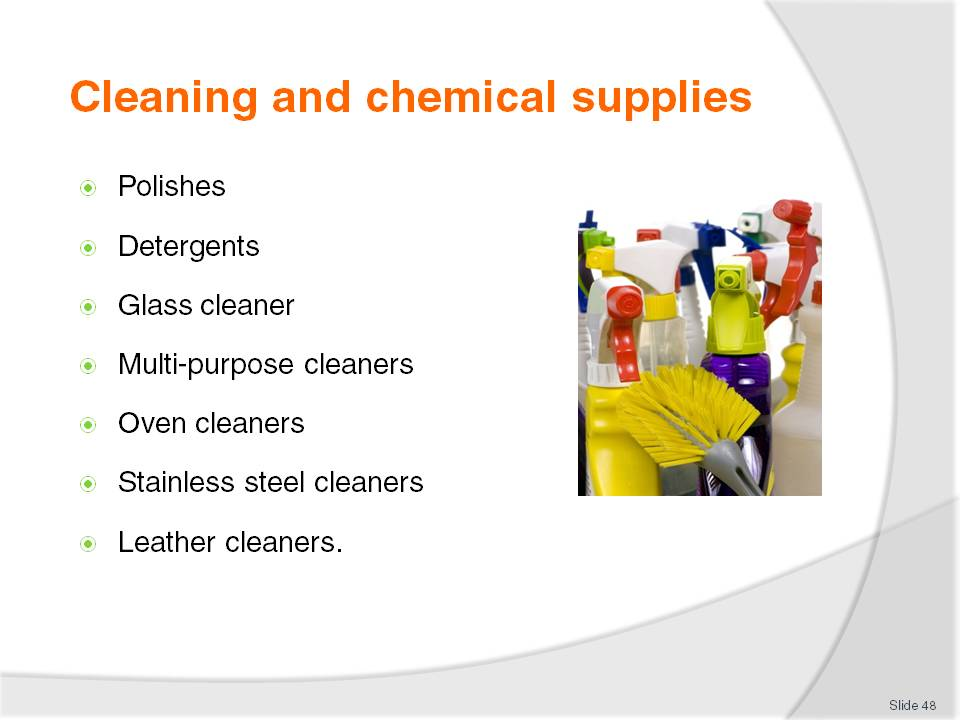 Cleaning and chemical supplies
Polishes
Detergents
Glass cleaner
Multi-purpose cleaners
Oven cleaners
Stainless steel cleaners
Leather cleaners.
Slide 48